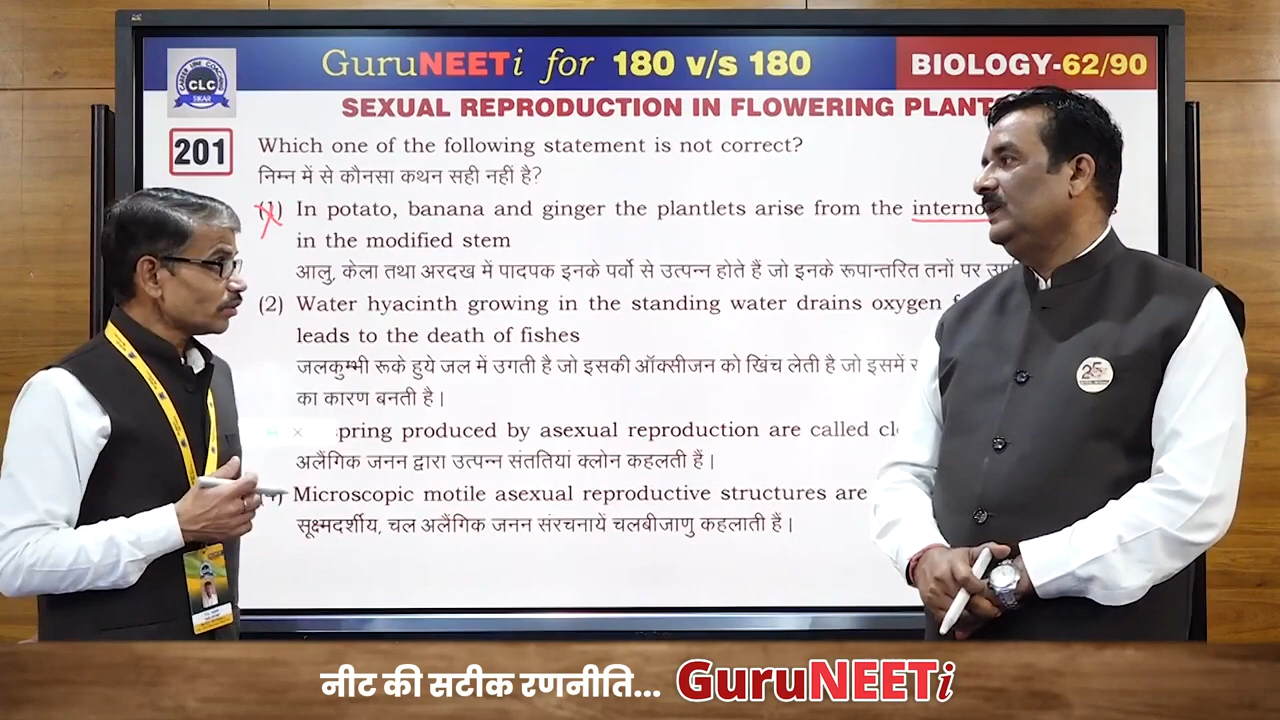 GuruNEETi for 180 v/s 180
BIOLOGY-62/90
CAREER LINE COACHING
CLC
SIKAR
SEXUAL REPRODUCTION IN FLOWERING PLANT
201
Which one of the following statement is not correct?
निम्न में से कौनसा कथन सही नहीं है?
(1) In potato, banana and ginger the plantlets arise from the
in the modified stem
आलु, केला तथा अरदख में पादपक इनके पर्वो से उत्पन्न होते हैं जो इनके रूपान्तरित तनों पर
(2) Water hyacinth growing in the standing water drains oxygen
leads to the death of fishes
जलकुम्भी रूके हुये जल में उगती है जो इसकी ऑक्सीजन को खिंच लेती है जो इसमें
का कारण बनती है।
produced by asexual reproduction are called
अलैंगिक जनन द्वारा उत्पन्न संततियां क्लोन कहलती हैं।
Microscopic motile asexual reproductive structures are
सूक्ष्मदर्शीय, चल अलैंगिक जनन संरचनायें चलबीजाणु कहलाती हैं।
25
नीट की सटीक रणनीति... GuruNEETi